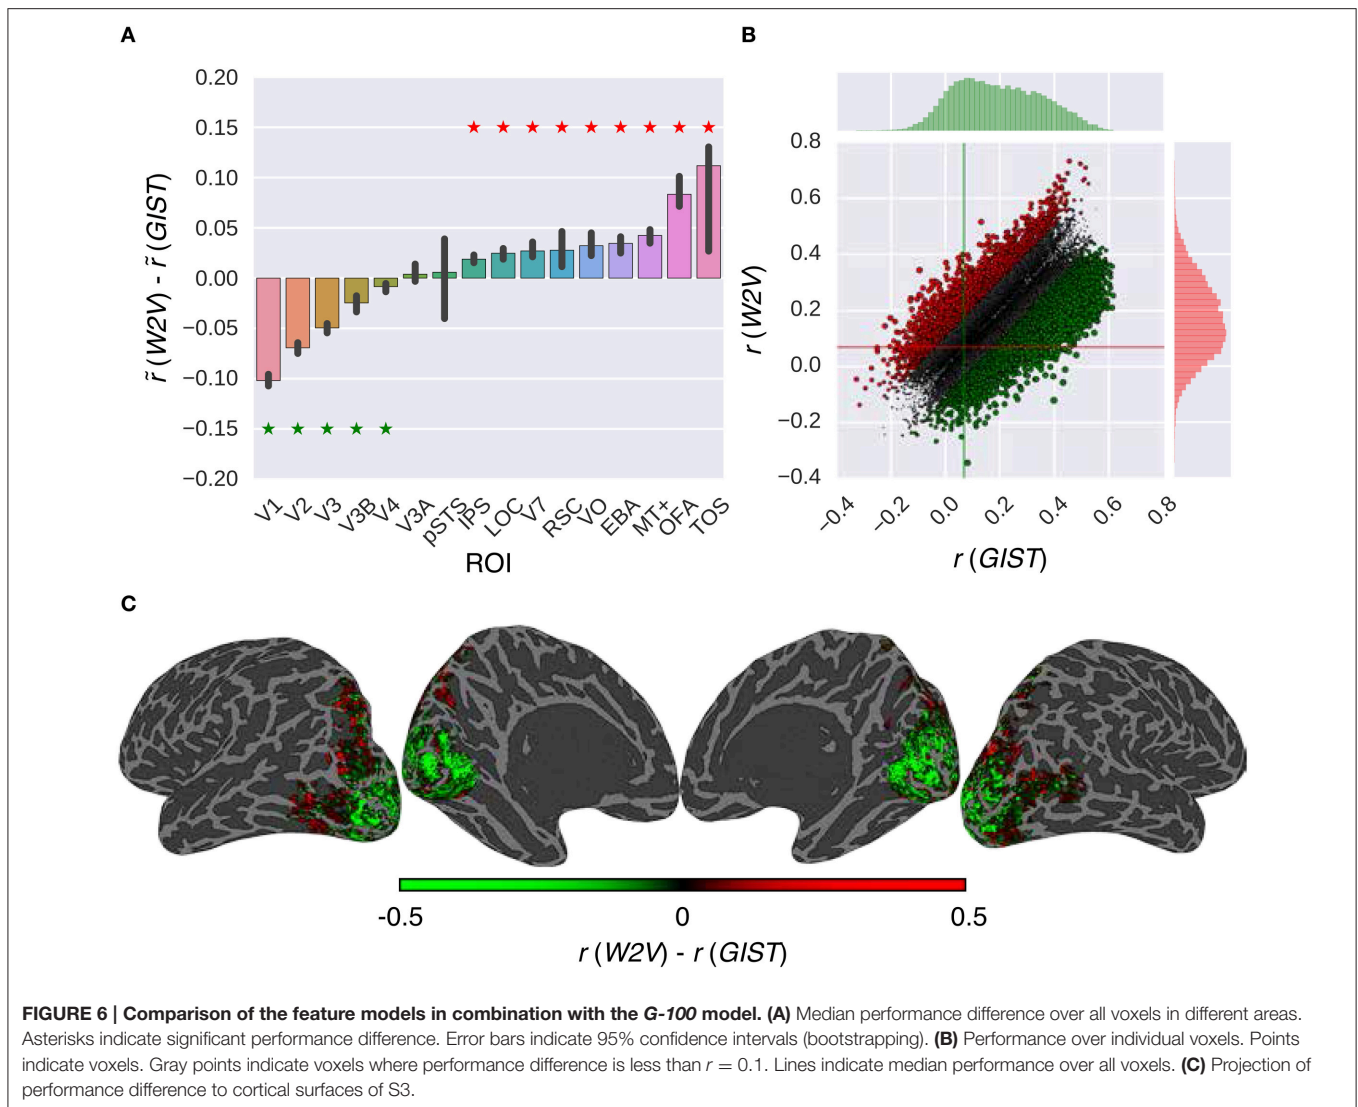 A
B
0.20
0.15
0.10
0.05
0.00
−0.05
−0.10
−0.15
−0.20
r̃ (W2V) - r̃ (GIST)
V1
V2
V3
V3B
V4
V3A
pSTS
IPS
LOC
V7
RSC
VO
EBA
MT+
OFA
TOS
ROI
0.8
0.6
0.4
0.2
0.0
−0.2
−0.4
r (W2V)
−0.4
−0.2
0.0
0.2
0.4
0.6
0.8
r (GIST)
C
-0.5
0
0.5
r (W2V) - r (GIST)
FIGURE 6 | Comparison of the feature models in combination with the G-100 model. (A) Median performance difference over all voxels in different areas.
Asterisks indicate significant performance difference. Error bars indicate 95% confidence intervals (bootstrapping). (B) Performance over individual voxels. Points
indicate voxels. Gray points indicate voxels where performance difference is less than r = 0.1. Lines indicate median performance over all voxels. (C) Projection of
performance difference to cortical surfaces of S3.